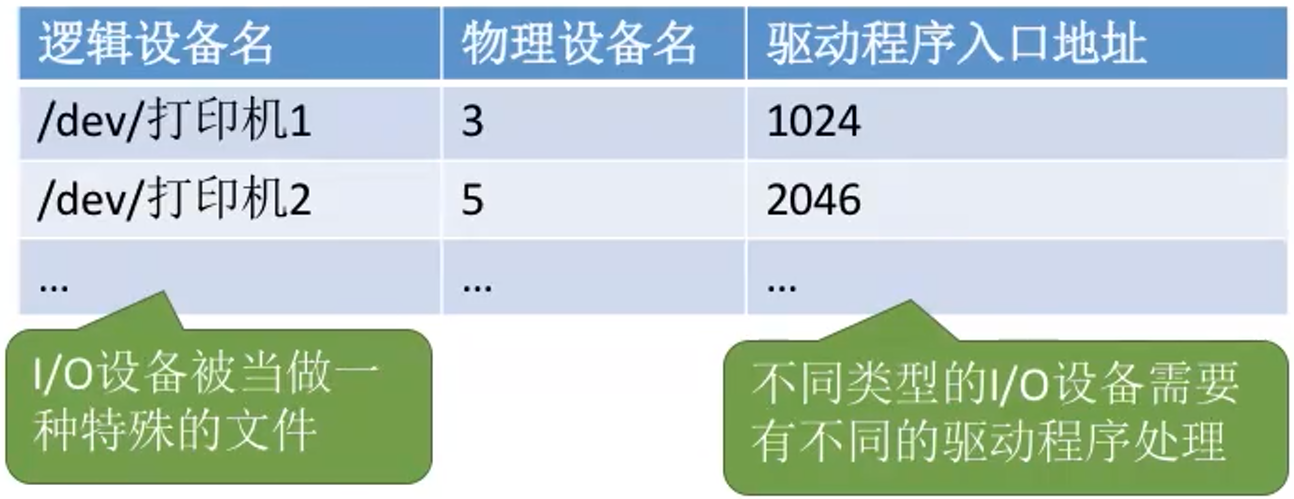 逻辑设备名 物理设备名 驱动程序入口地址
/dev/打印机1 3 1024
/dev/打印机2 5 2046
... ... ...
I/O设备被当做一
种特殊的文件
不同类型的I/O设备需要
有不同的驱动程序处理